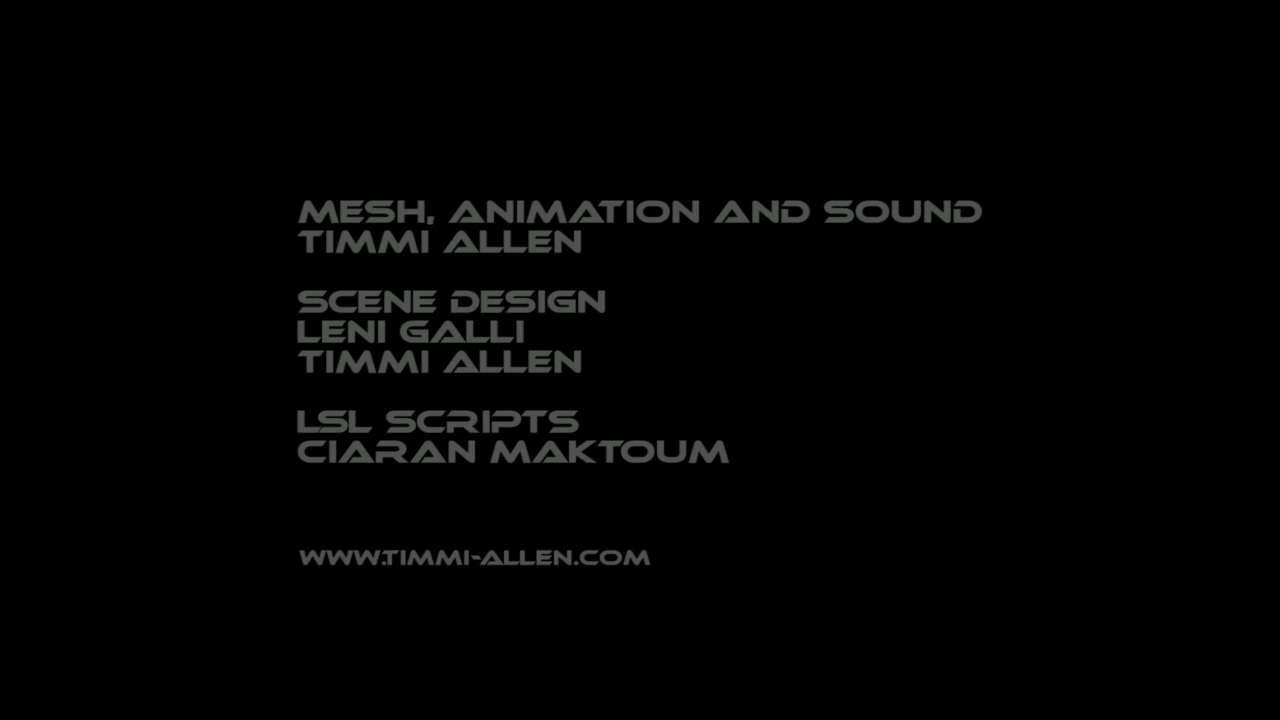 MESH, ANIMATION AND SOUND
TIMMI ALLEN
SCENE DESIGN
LENI GALLI
TIMMI ALLEN
LSL SCRIPTS
CIARAN MAKTOUM
WWW.TIMMI-ALLEN.COM